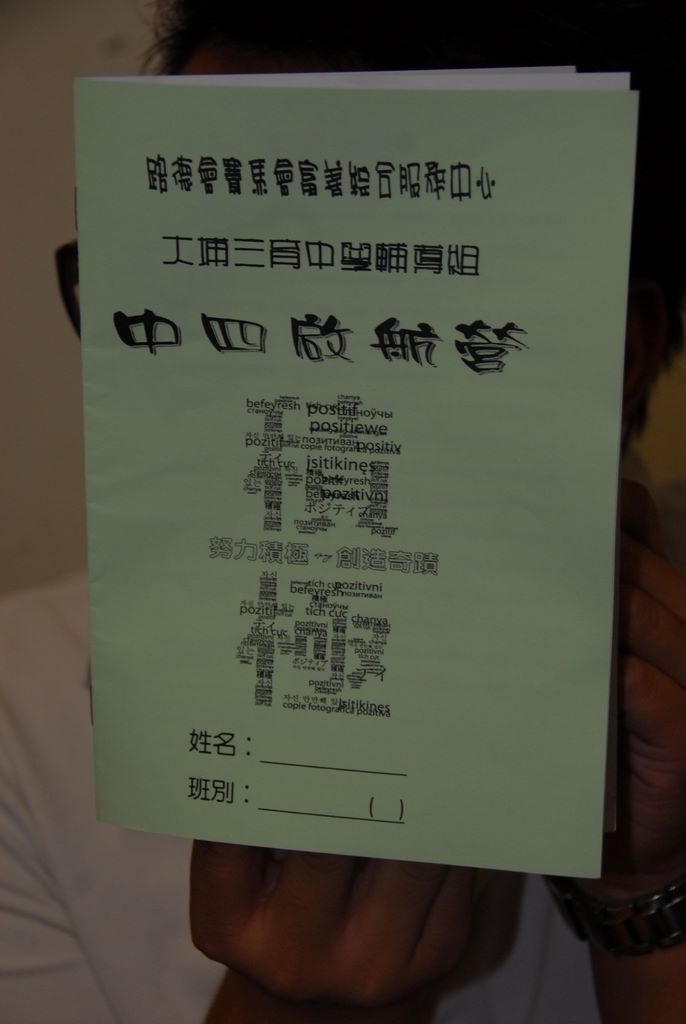 路德會賽馬會富善綜合服務中心
大埔三育中學輔導組
中四啟航營
積
努力積極 創造奇蹟
極
姓名：
班別： ( )